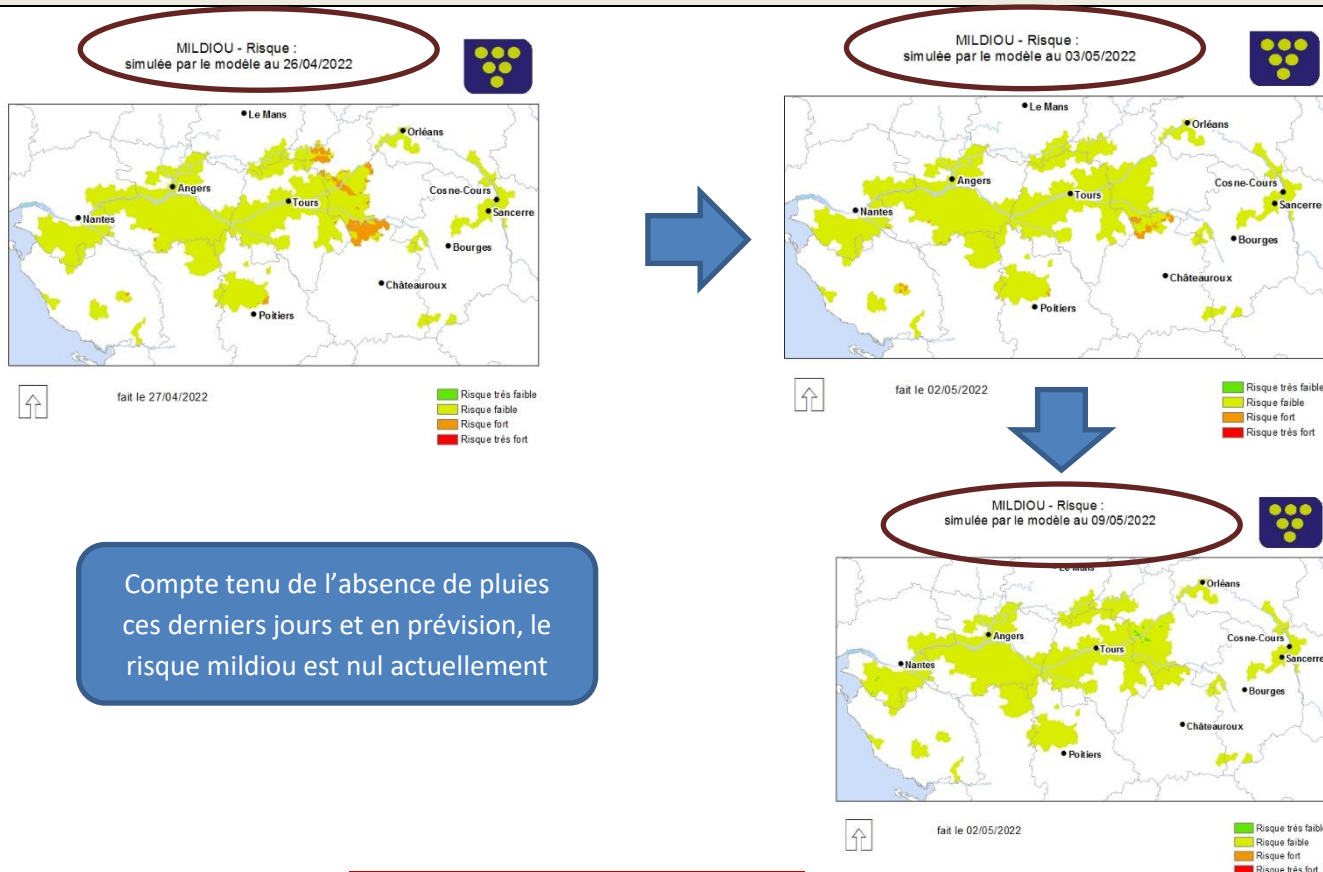 MILDIOU - Risque :
simulée par le modèle au 26/04/2022
Le Mans
Orléans
Angers
Tours
Cosne-Cours
Sancerre
Nantes
Bourges
Châteauroux
Poitiers
fait le 27/04/2022
Risque très faible
Risque faible
Risque fort
Risque très fort
MILDIOU - Risque :
simulée par le modèle au 03/05/2022
Le Mans
Orléans
Angers
Tours
Cosne-Cours
Sancerre
Nantes
Bourges
Châteauroux
Poitiers
fait le 02/05/2022
Risque très faible
Risque faible
Risque fort
Risque très fort
Compte tenu de l’absence de pluies
ces derniers jours et en prévision, le
risque mildiou est nul actuellement
MILDIOU - Risque :
simulée par le modèle au 09/05/2022
Le Mans
Orléans
Angers
Tours
Cosne-Cours
Sancerre
Nantes
Bourges
Châteauroux
Poitiers
fait le 02/05/2022
Risque très faible
Risque faible
Risque fort
Risque très fort